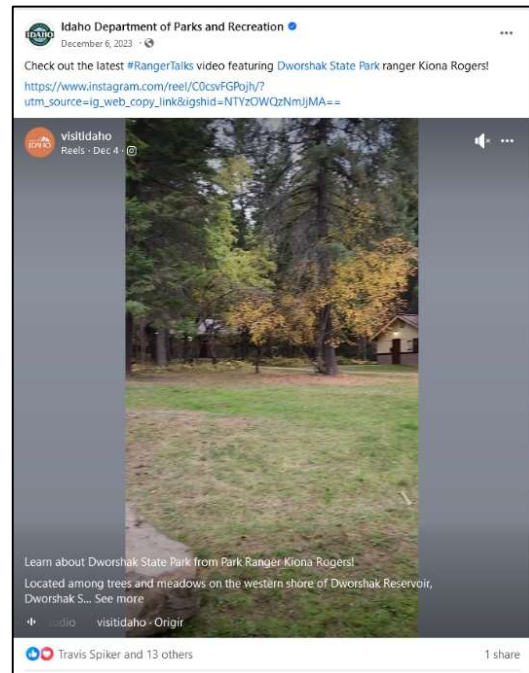 IDAHO
Idaho Department of Parks and Recreation
December 6, 2023 ·
Check out the latest #RangerTalks video featuring Dworshak State Park ranger Kiona Rogers!
https://www.instagram.com/reel/C0csvFGPojh/?
utm_source=ig_web_copy_link&igshid=NTYzOWQzNmJjMA==
visitidaho
IDAHO
Reels · Dec 4 ·
Learn about Dworshak State Park from Park Ranger Kiona Rogers!
Located among trees and meadows on the western shore of Dworshak Reservoir,
Dworshak S... See more
udio visitidaho · Origir
Travis Spiker and 13 others
1 share